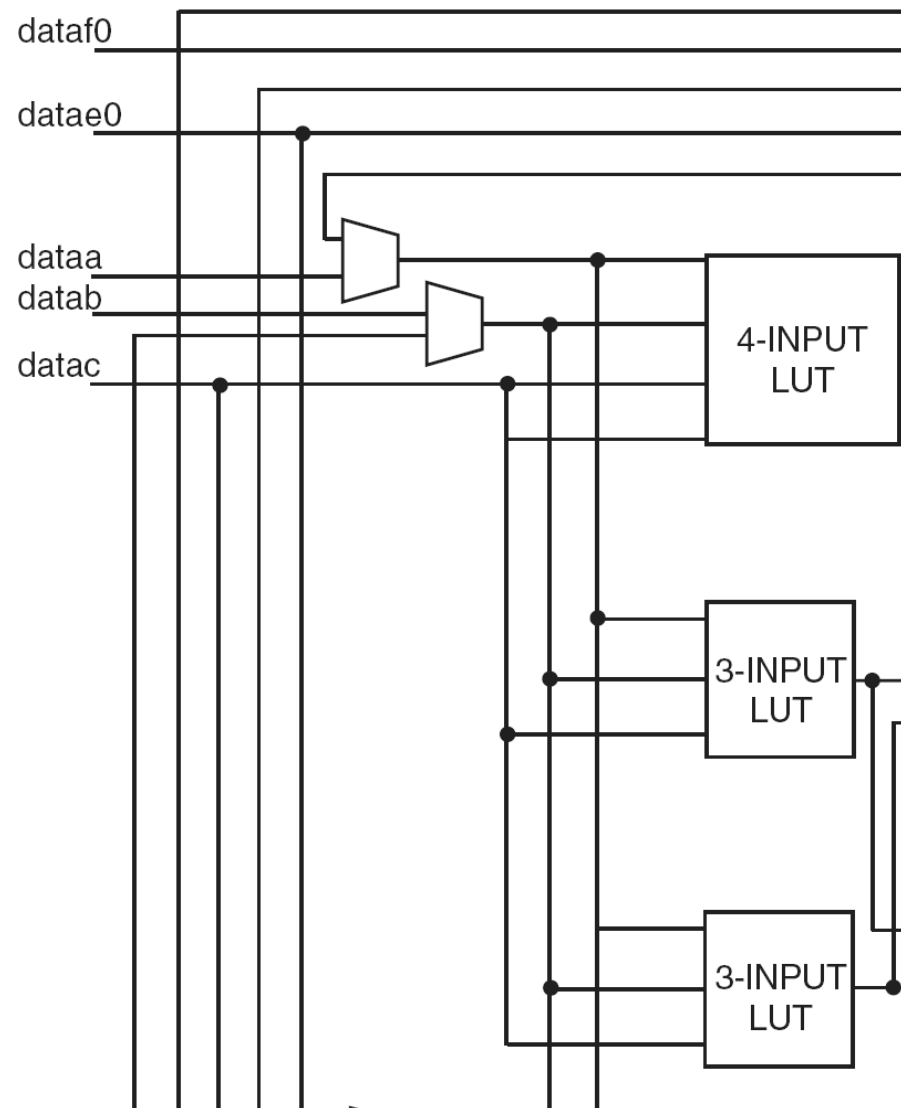 dataf0
datae0
dataa
datab
datac
4-INPUT
LUT
3-INPUT
LUT
3-INPUT
LUT